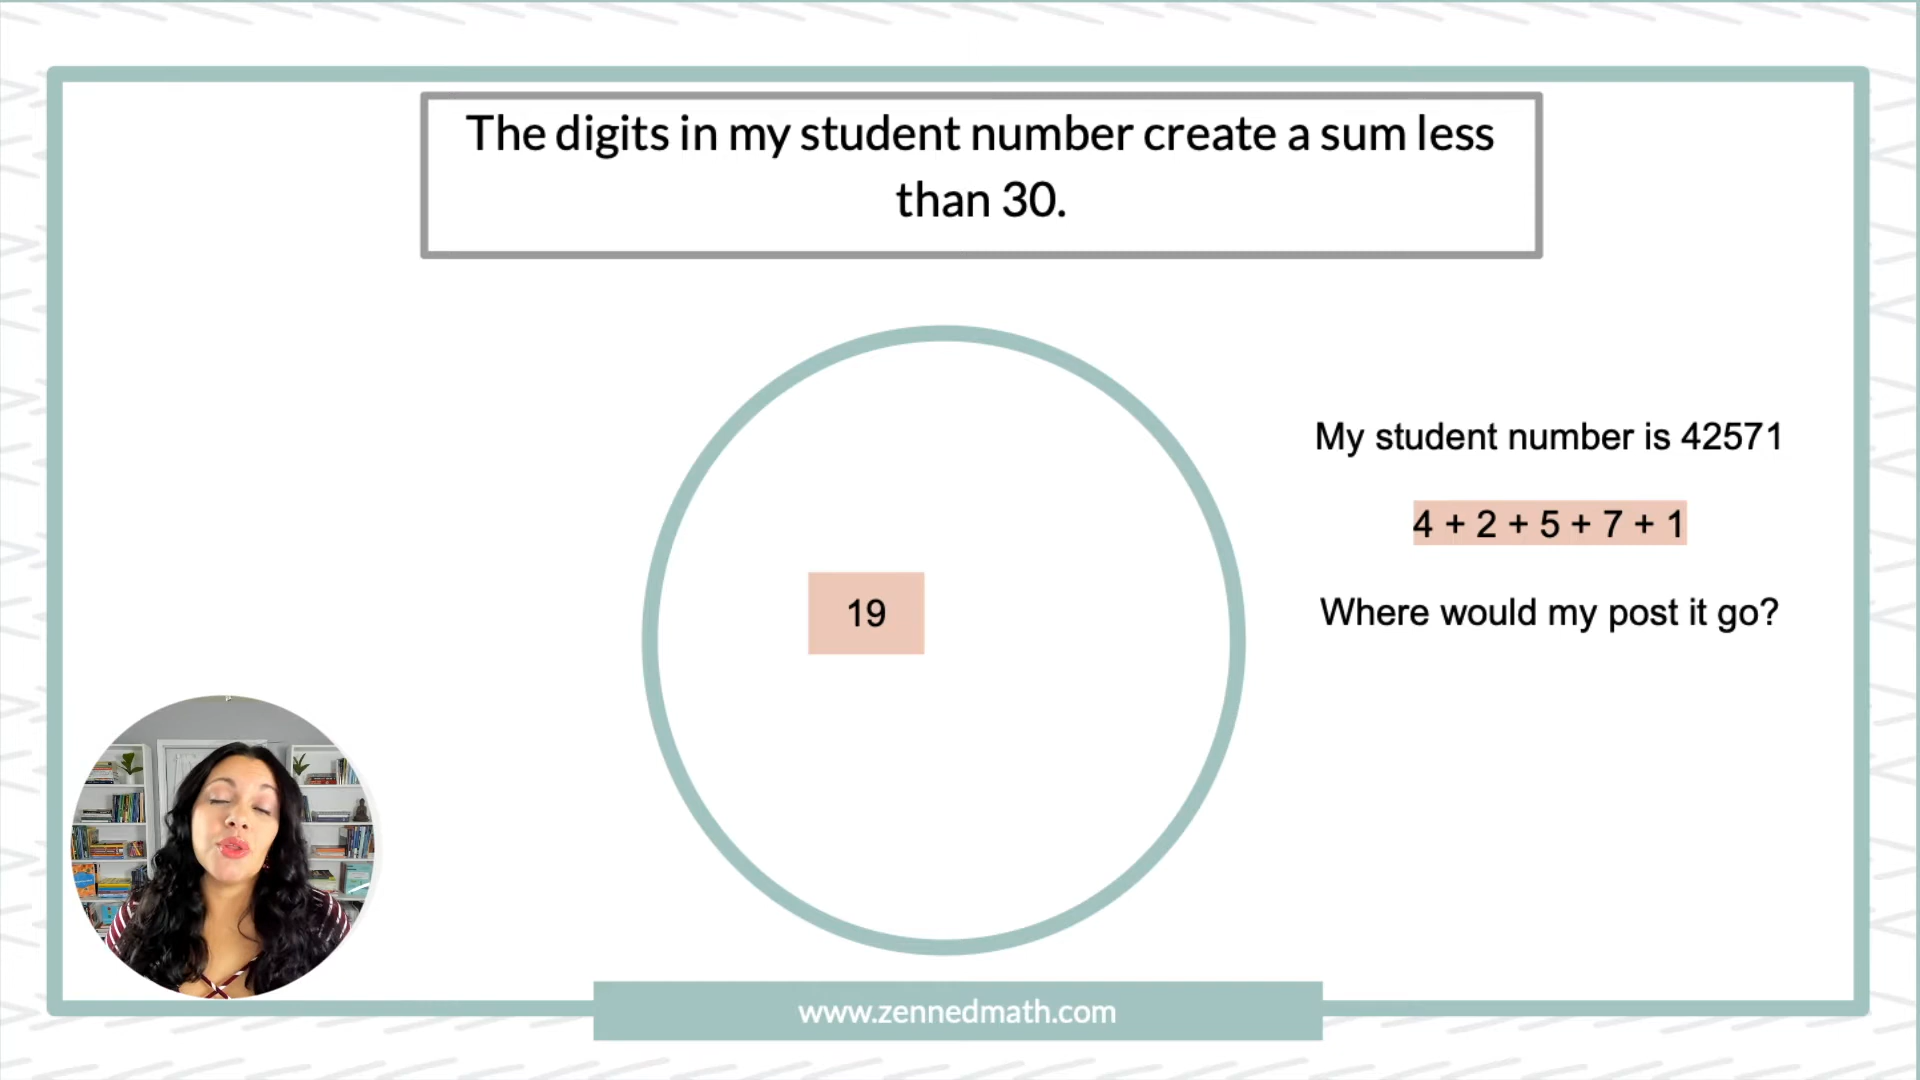 The digits in my student number create a sum less
than 30.
My student number is 42571
4 + 2 + 5 + 7 + 1
19
Where would my post it go?
www.zennedmath.com